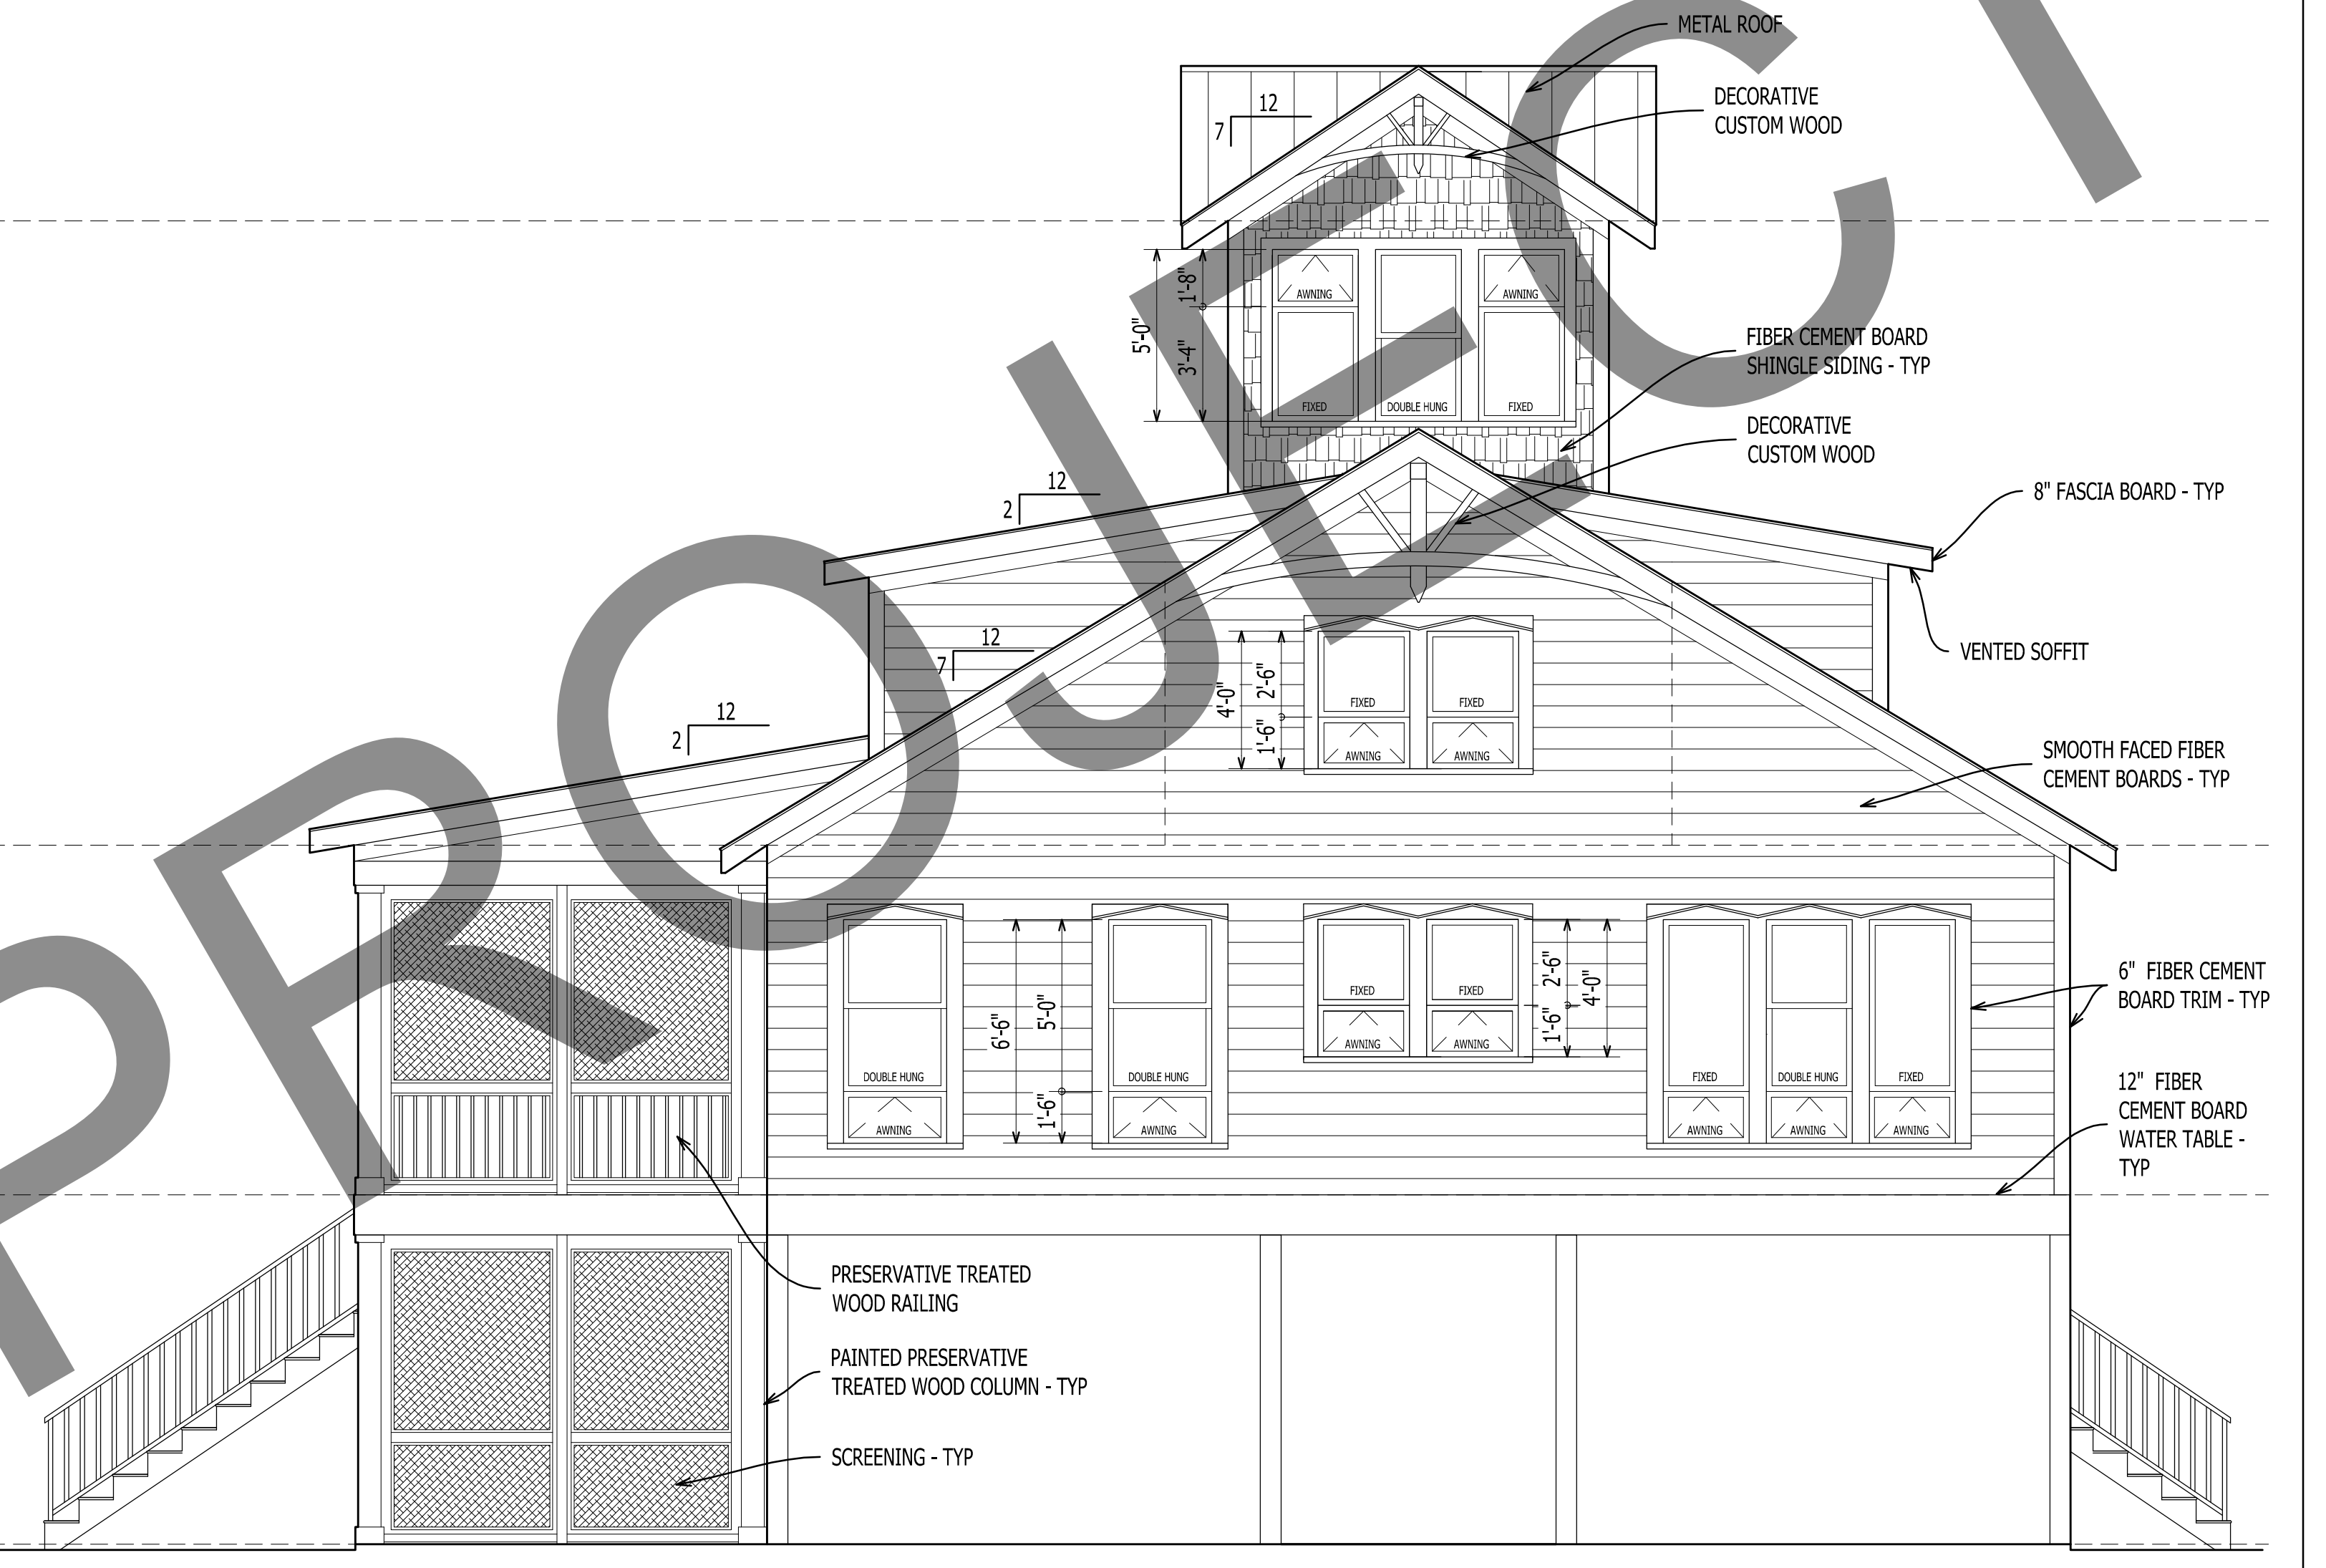 METAL ROOF
12
7
DECORATIVE
CUSTOM WOOD
5'-0"
1'-8"
3'-4"
AWNING
AWNING
FIXED
DOUBLE HUNG
FIXED
FIBER CEMENT BOARD
SHINGLE SIDING - TYP
DECORATIVE
CUSTOM WOOD
12
2
8" FASCIA BOARD - TYP
12
7
4'-0"
2'-6"
1'-6"
FIXED
FIXED
AWNING
AWNING
VENTED SOFFIT
12
2
SMOOTH FACED FIBER
CEMENT BOARDS - TYP
DOUBLE HUNG
AWNING
6'-6"
5'-0"
1'-6"
DOUBLE HUNG
AWNING
FIXED
FIXED
AWNING
AWNING
2'-6"
1'-6"
4'-0"
FIXED
DOUBLE HUNG
FIXED
AWNING
AWNING
AWNING
6" FIBER CEMENT
BOARD TRIM - TYP
12" FIBER
CEMENT BOARD
WATER TABLE -
TYP
PRESERVATIVE TREATED
WOOD RAILING
PAINTED PRESERVATIVE
TREATED WOOD COLUMN - TYP
SCREENING - TYP
PROJECT